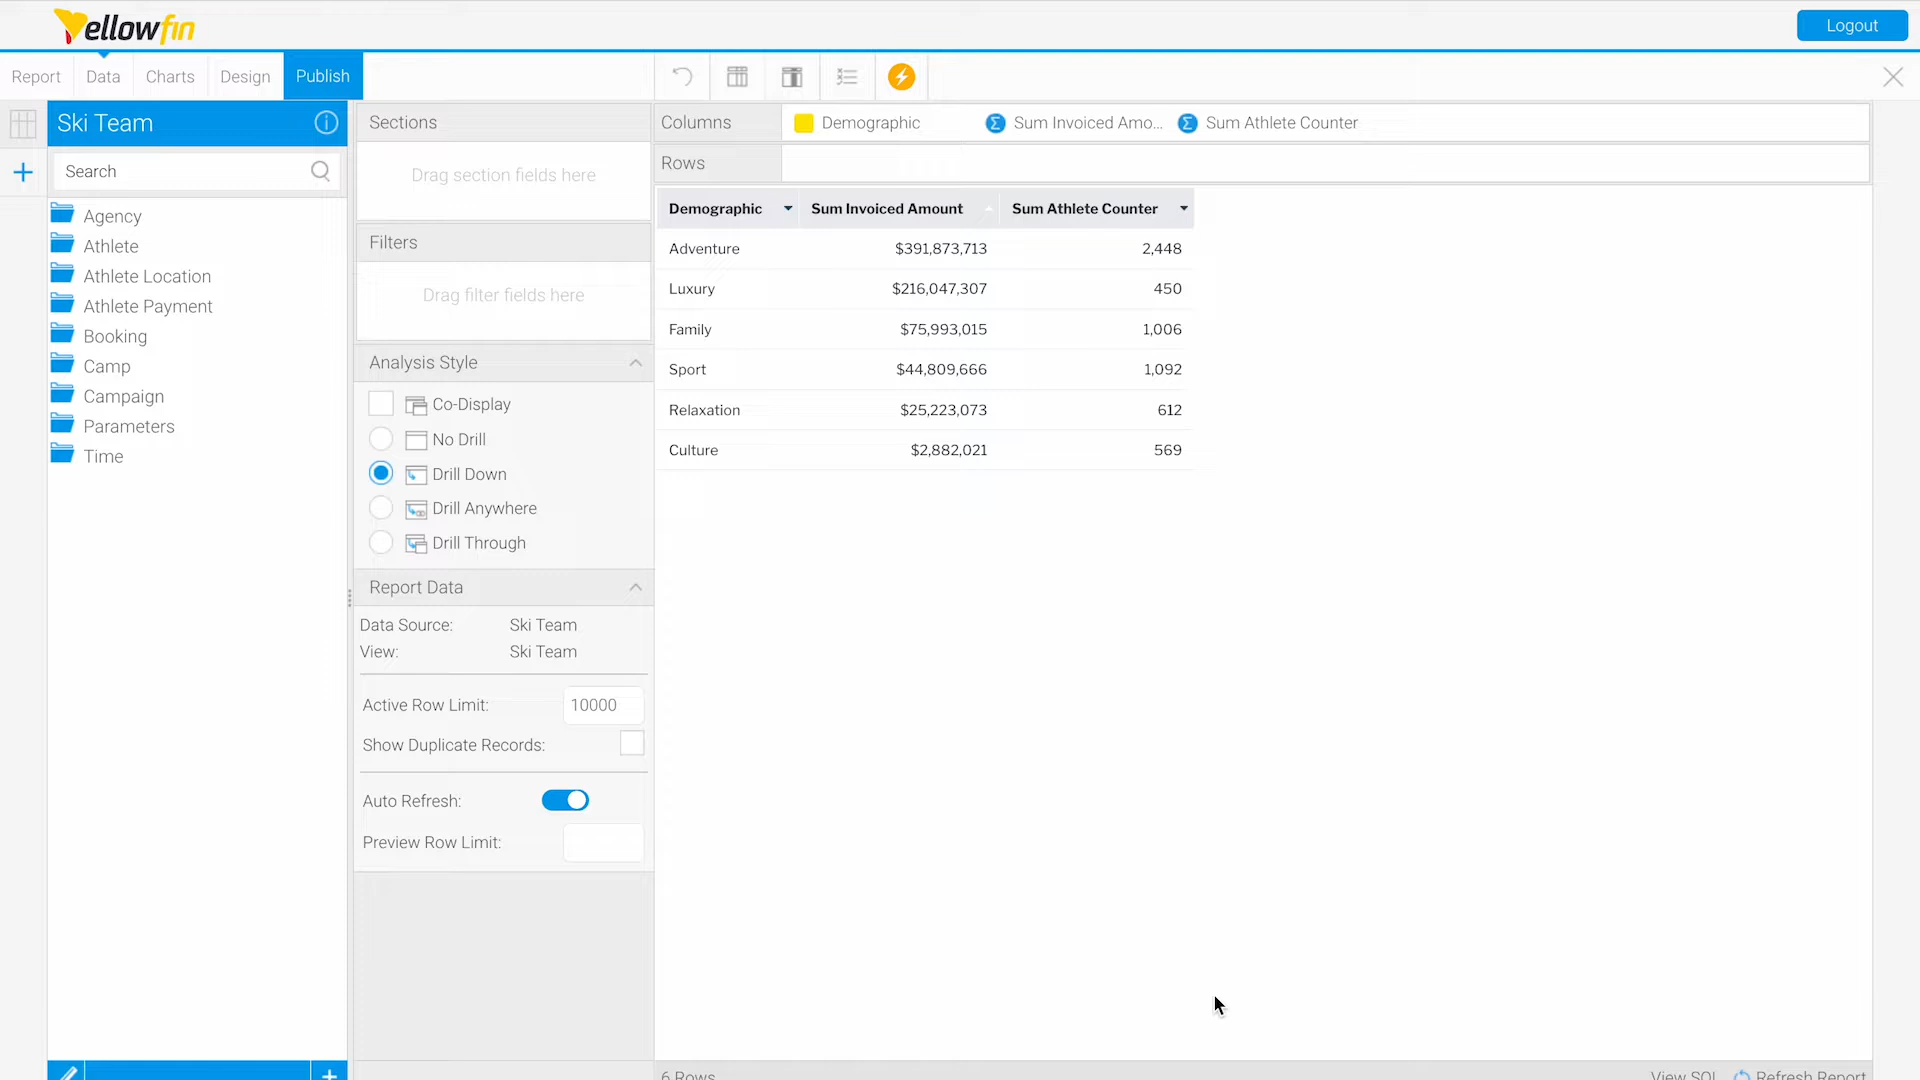 Yellowfin
Logout
Report Data Charts Design Publish
Ski Team
Search
Agency
Athlete
Athlete Location
Athlete Payment
Booking
Camp
Campaign
Parameters
Time
Sections
Drag section fields here
Filters
Drag filter fields here
Analysis Style
Co-Display
No Drill
Drill Down
Drill Anywhere
Drill Through
Report Data
Data Source: Ski Team
View: Ski Team
Active Row Limit: 10000
Show Duplicate Records:
Auto Refresh:
Preview Row Limit:
Columns Demographic Sum Invoiced Amo... Sum Athlete Counter
Rows
Demographic Sum Invoiced Amount Sum Athlete Counter
Adventure $391,873,713 2,448
Luxury $216,047,307 450
Family $75,993,015 1,006
Sport $44,809,666 1,092
Relaxation $25,223,073 612
Culture $2,882,021 569
6 Rows View SQL Refresh Report